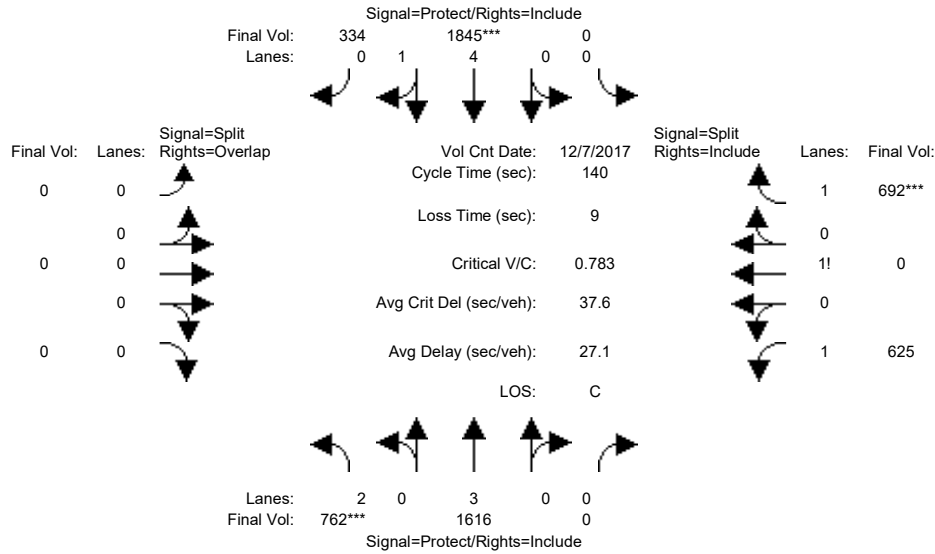 Signal=Protect/Rights=Include
Final Vol: 334 1845*** 0
Lanes: 0 1 4 0 0
Signal=Split
Final Vol: Lanes: Rights=Overlap
Vol Cnt Date: 12/7/2017
Signal=Split
Rights=Include Lanes: Final Vol:
Cycle Time (sec): 140
0 0
1 692***
Loss Time (sec): 9
0
0
0 0
Critical V/C: 0.783
1! 0
0
Avg Crit Del (sec/veh): 37.6
0
0 0
Avg Delay (sec/veh): 27.1
1 625
LOS: C
Lanes: 2 0 3 0 0
Final Vol: 762*** 1616 0
Signal=Protect/Rights=Include